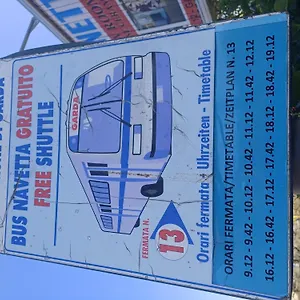 DI GARDA
BUS NAVETTA GRATUITO
FREE SHUTTLE
GARDA
FERMATA N.
13
Orari fermata - Uhrzeiten - Timetable
ORARI FERMATA/TIMETABLE/ZEITPLAN N. 13
9.12 - 9.42 - 10.12 - 10.42 - 11.12 - 11.42 - 12.12
16.12 - 16.42 - 17.12 - 17.42 - 18.12 - 18.42 - 19.12